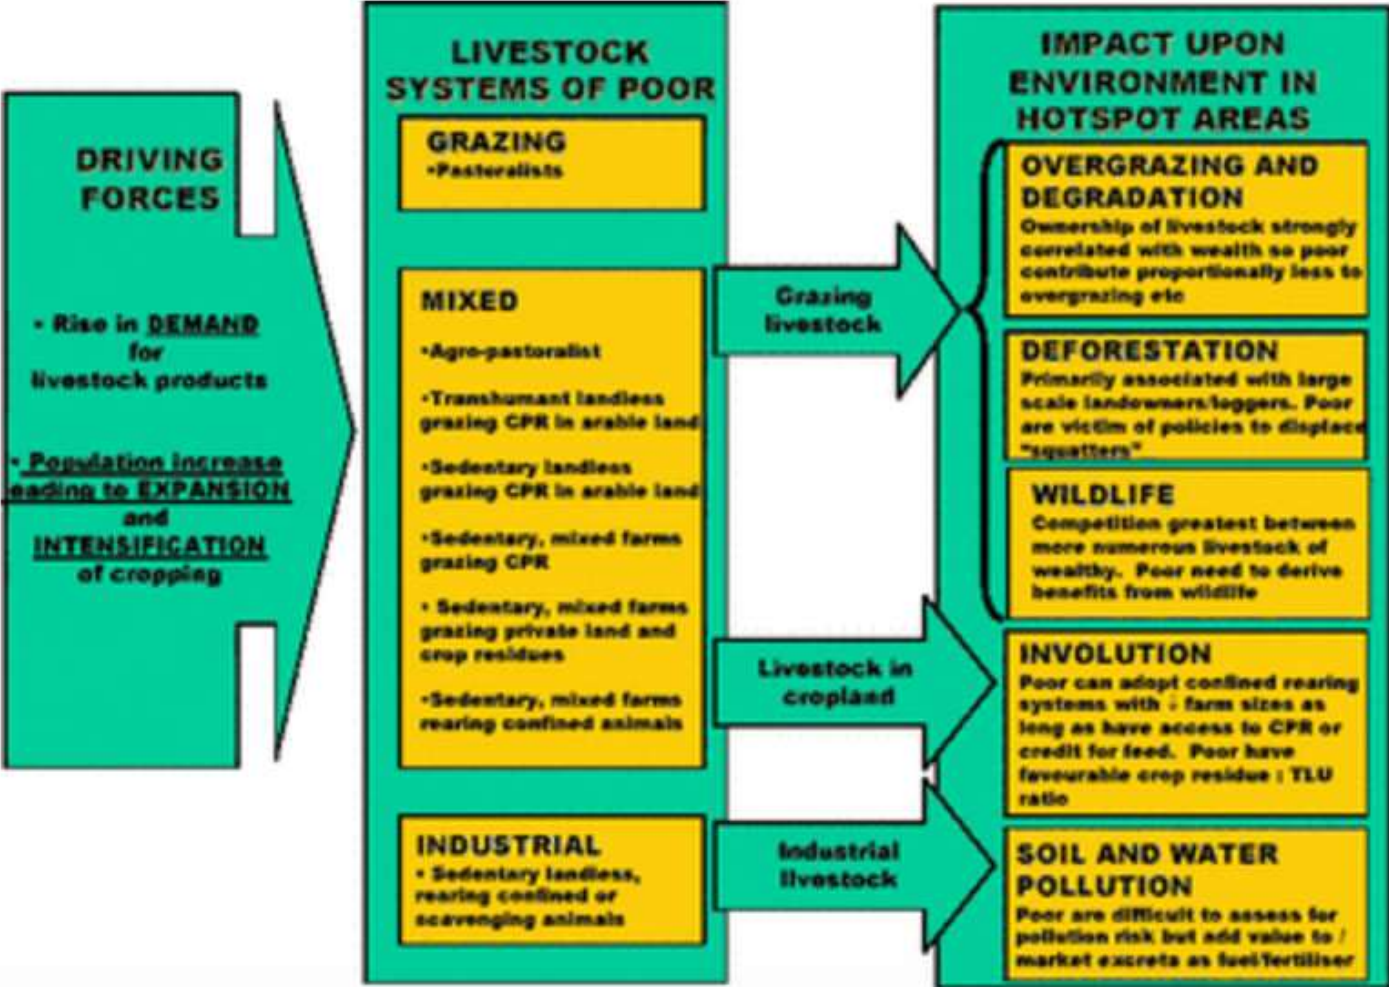 DRIVING
FORCES
• Rise in DEMAND
for
livestock products
• Population increase
eading to EXPANSION
and
INTENSIFICATION
of cropping
LIVESTOCK
SYSTEMS OF POOR
GRAZING
•Pastoralists
MIXED
•Agro-pastoralist
•Transhumant landless
grazing CPR in arable land
•Sedentary landless
grazing CPR in arable land
•Sedentary, mixed farms
grazing CPR
• Sedentary, mixed farms
grazing private land and
crop residues
•Sedentary, mixed farms
rearing confined animals
INDUSTRIAL
• Sedentary landless,
rearing confined or
scavenging animals
Grazing
livestock
Livestock in
cropland
Industrial
livestock
IMPACT UPON
ENVIRONMENT IN
HOTSPOT AREAS
OVERGRAZING AND
DEGRADATION
Ownership of livestock strongly
correlated with wealth so poor
contribute proportionally less to
overgrazing etc
DEFORESTATION
Primarily associated with large
scale landowners/loggers. Poor
are victim of policies to displace
"squatters"
WILDLIFE
Competition greatest between
more numerous livestock of
wealthy. Poor need to derive
benefits from wildlife
INVOLUTION
Poor can adopt confined rearing
systems with farm sizes as
long as have access to CPR or
credit for feed. Poor have
favourable crop residue : TLU
ratio
SOIL AND WATER
POLLUTION
Poor are difficult to assess for
pollution risk but add value to /
market excreta as fuel/fertiliser